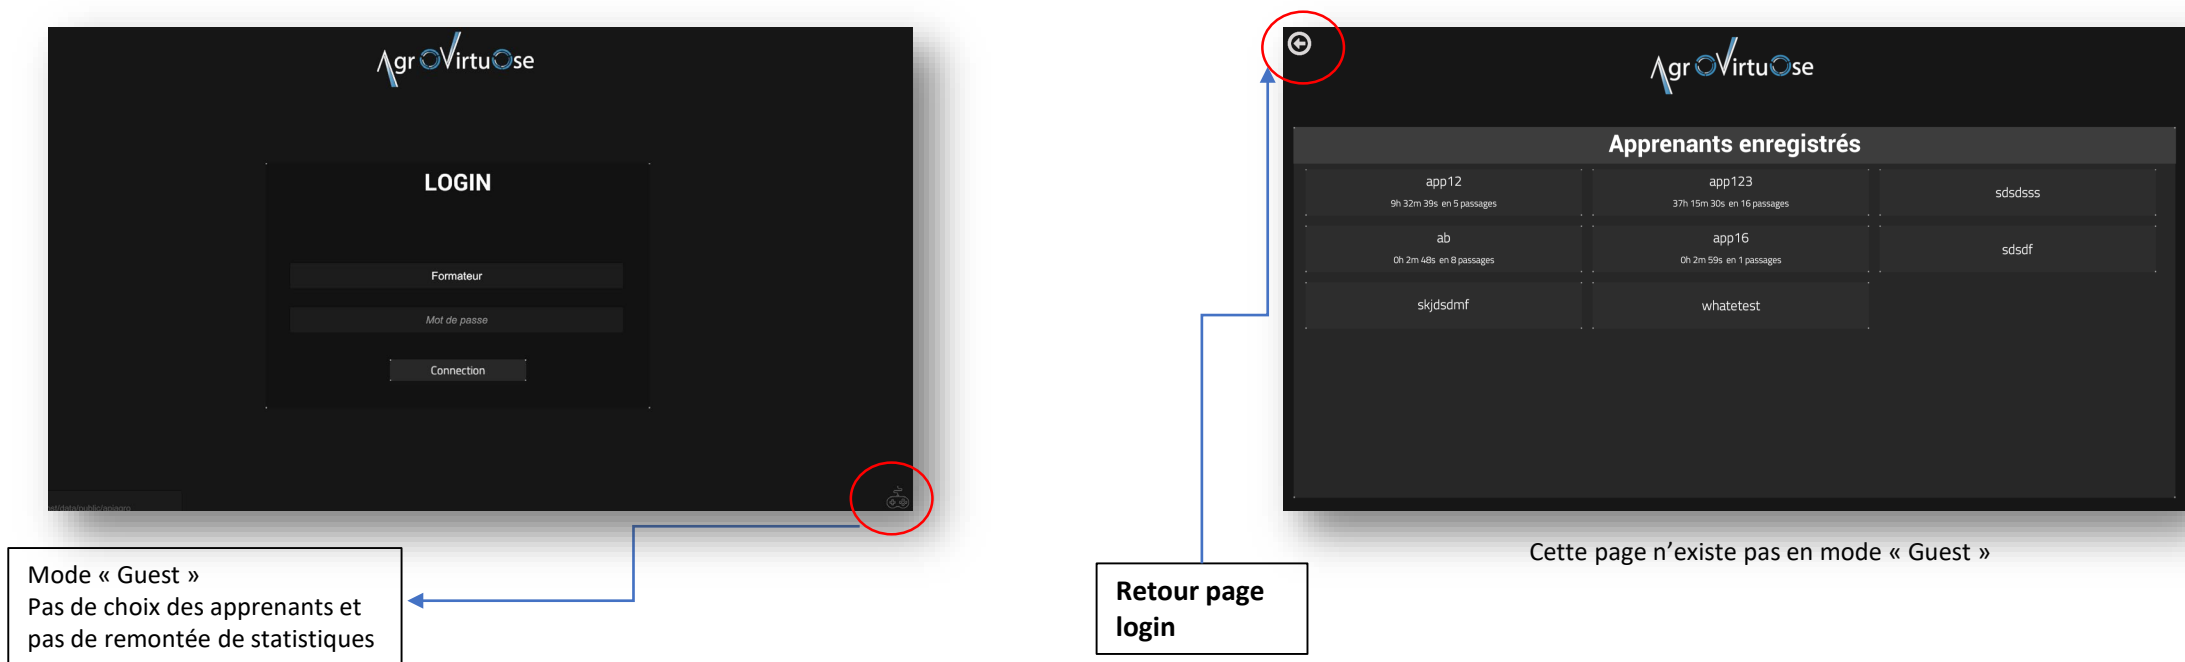 AgrOVirtuOse
LOGIN
Formateur
Mot de passe
Connection
Mode « Guest »
Pas de choix des apprenants et
pas de remontée de statistiques
AgrOVirtuOse
Apprenants enregistrés
app12
9h 32m 39s en 5 passages
app123
37h 15m 30s en 16 passages
sdsdsss
ab
0h 2m 48s en 8 passages
app16
0h 2m 59s en 1 passages
sdsdf
skjdsdmf
whatetest
Cette page n’existe pas en mode « Guest »
Retour page
login